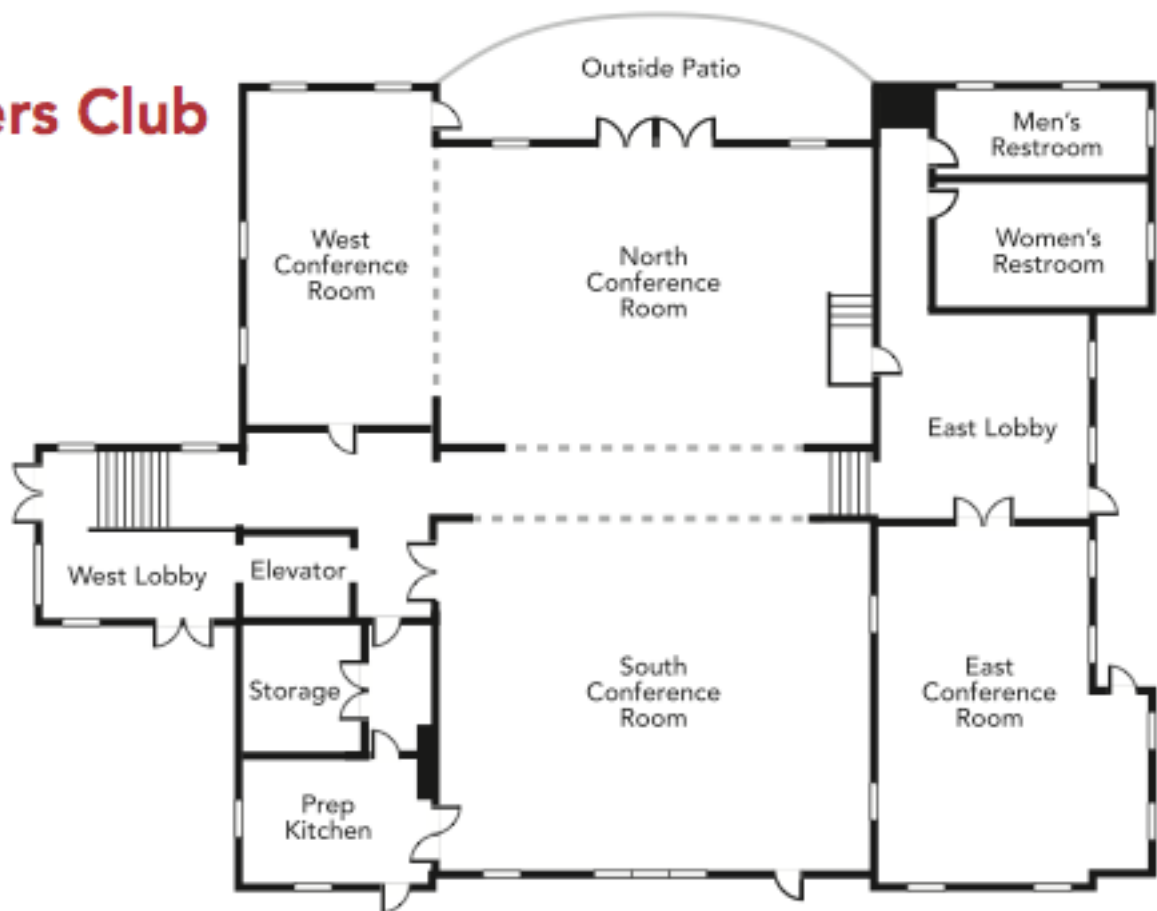 ers Club
Outside Patio
Men's
Restroom
Women's
Restroom
West
Conference
Room
North
Conference
Room
East Lobby
West Lobby
Elevator
Storage
South
Conference
Room
East
Conference
Room
Prep
Kitchen